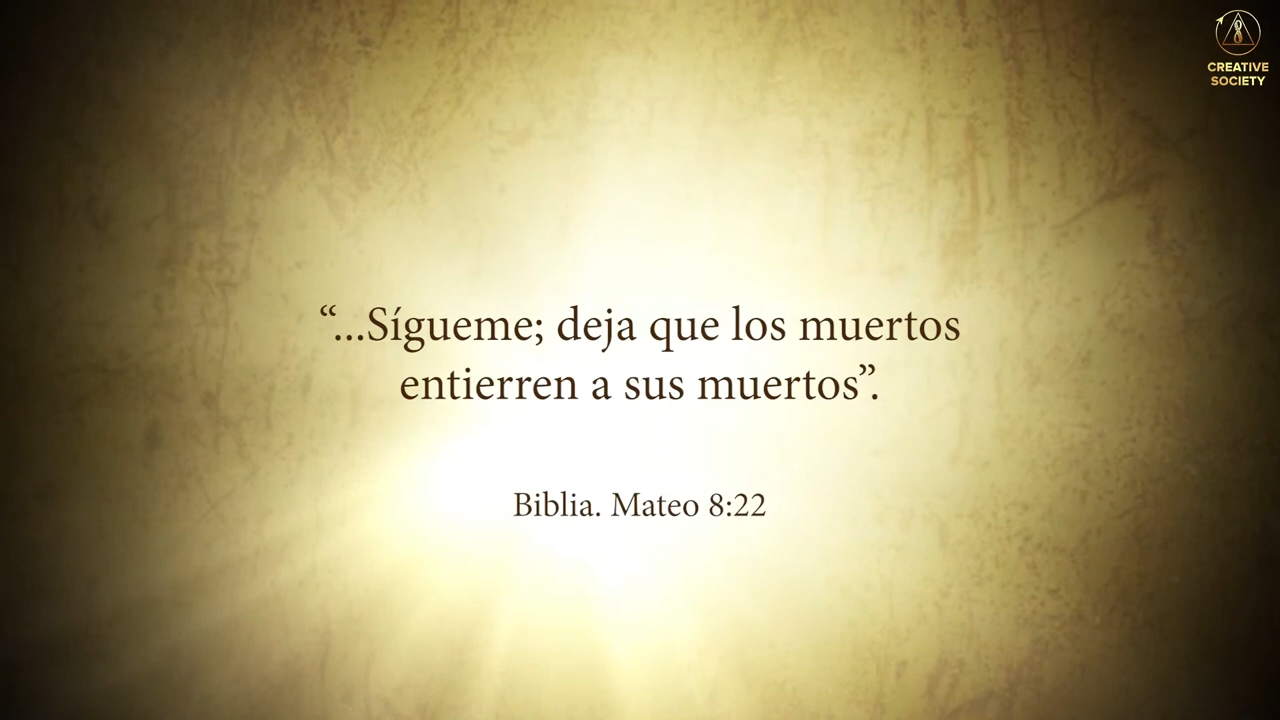 CREATIVE
SOCIETY
“...Sígueme; deja que los muertos
entierren a sus muertos”.
Biblia. Mateo 8:22